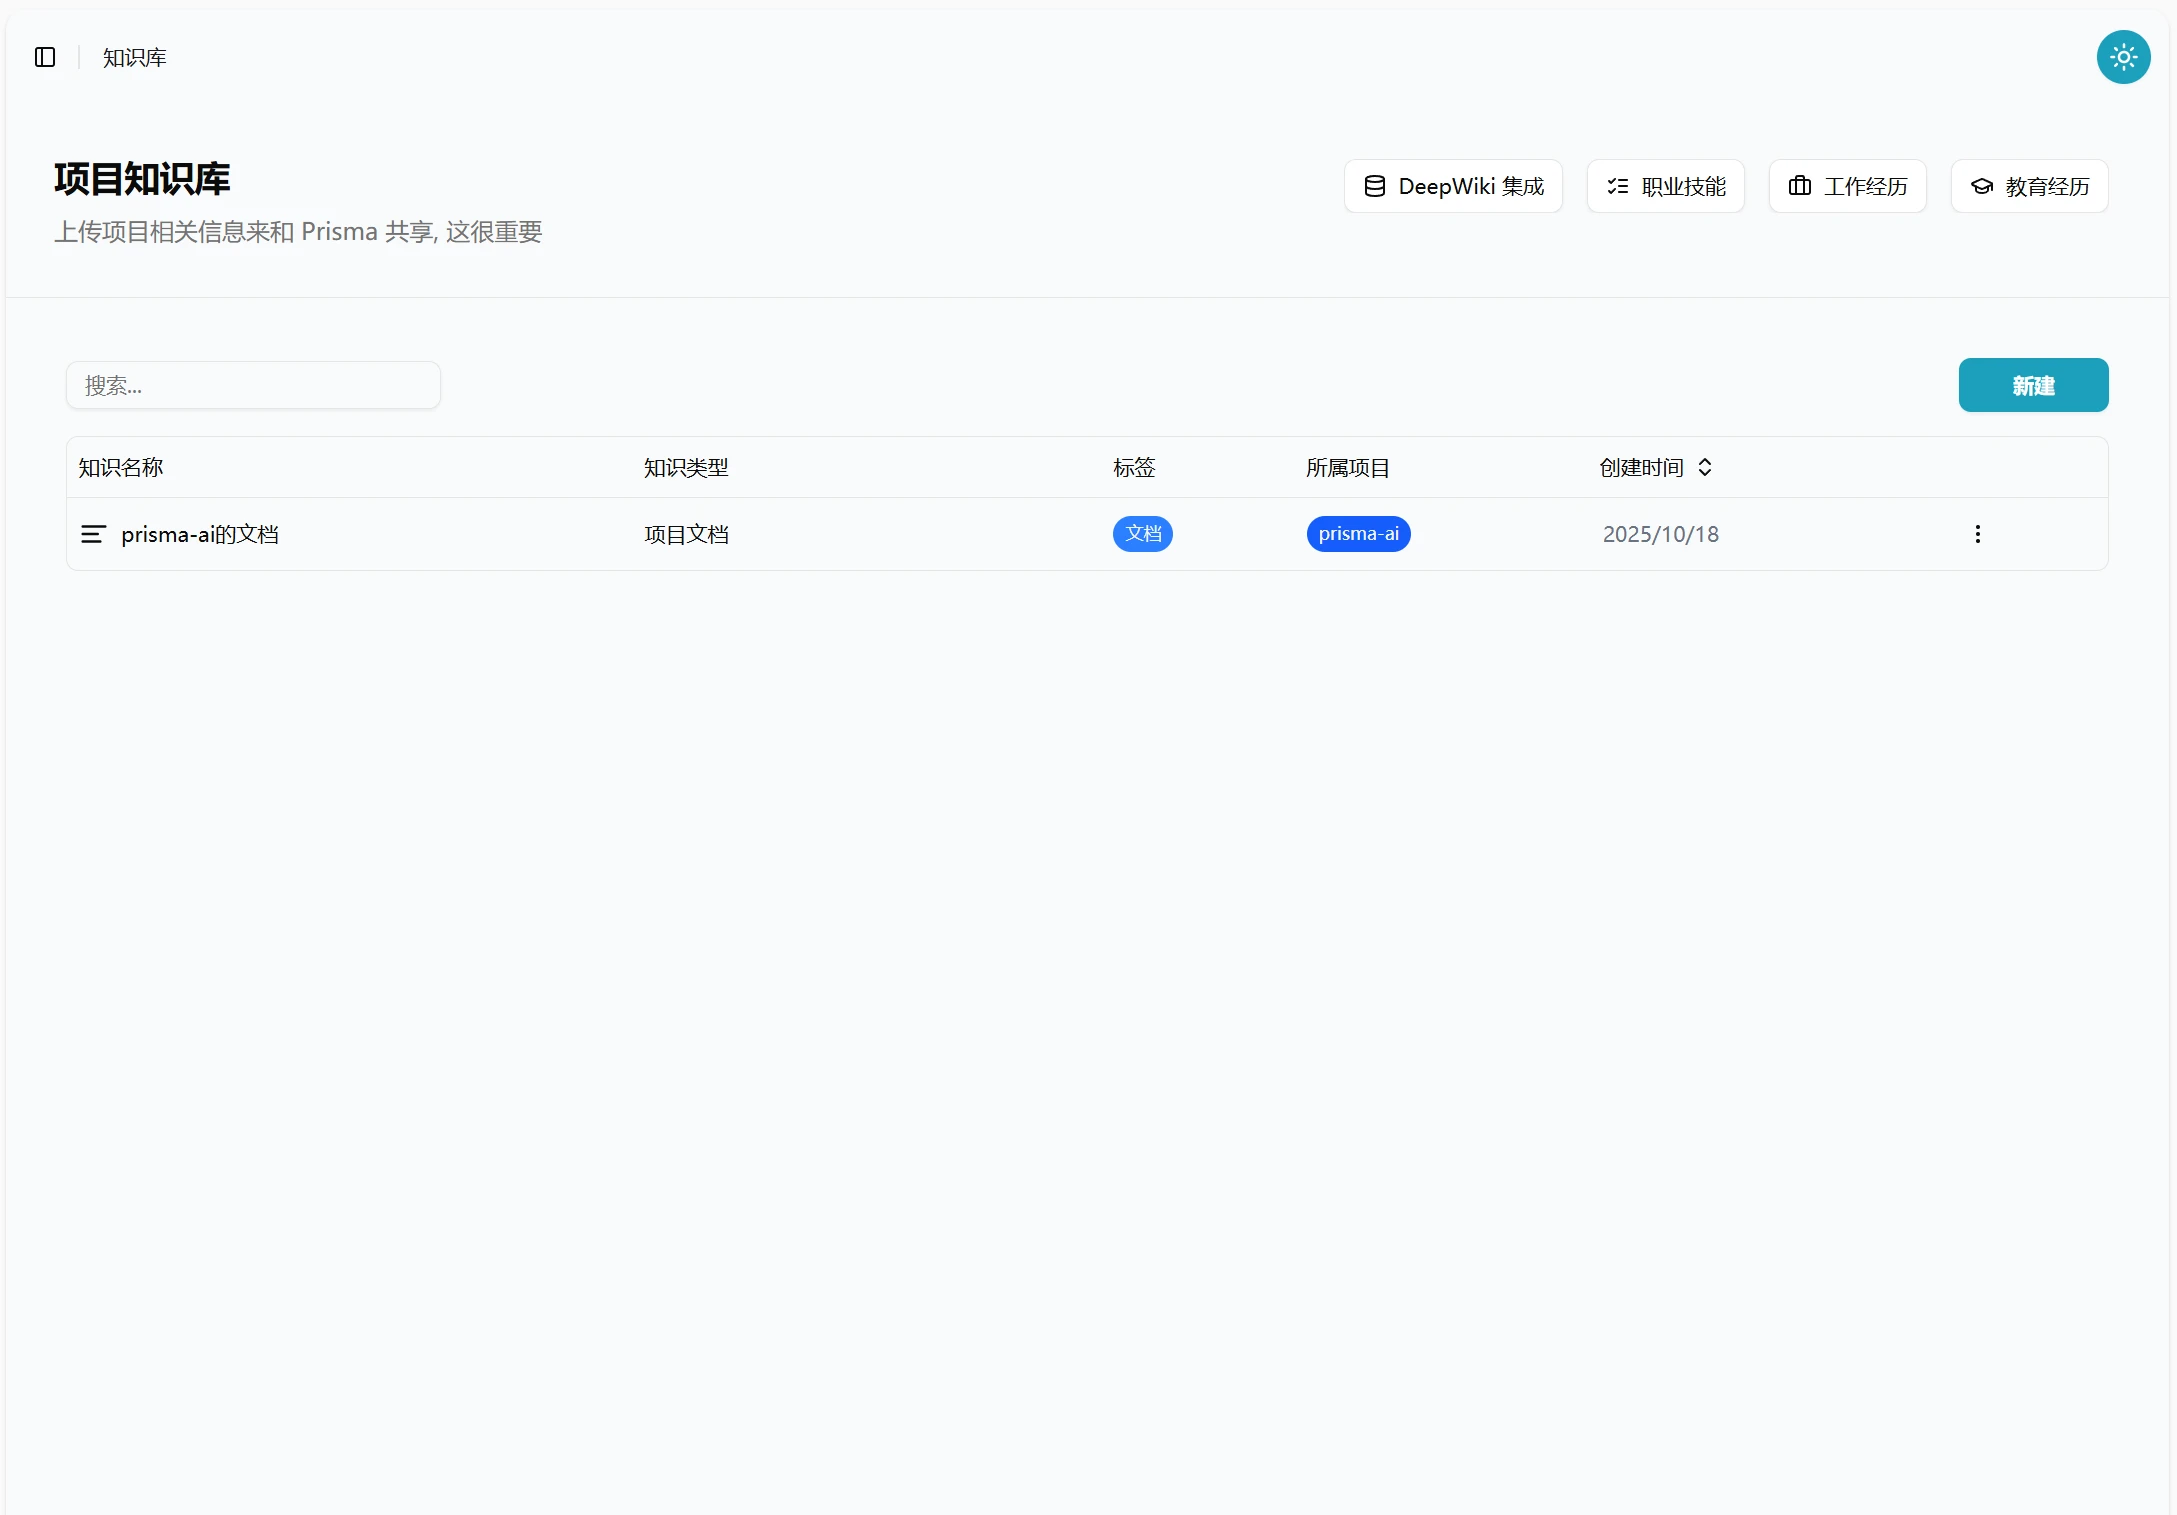 知识库
项目知识库
上传项目相关信息来和 Prisma 共享, 这很重要
DeepWiki 集成
职业技能
工作经历
教育经历
搜索...
新建
知识名称 知识类型 标签 所属项目 创建时间
prisma-ai的文档 项目文档 文档 prisma-ai 2025/10/18